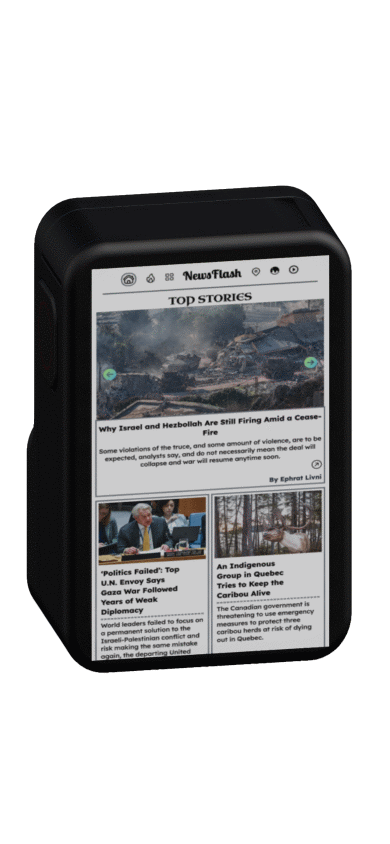 NewsFlash
TOP STORIES
Why Israel and Hezbollah Are Still Firing Amid a Cease-
Fire
Some violations of the truce, and some amount of violence, are to be
expected, analysts say, and do not necessarily mean the deal will
collapse and war will resume anytime soon.
By Ephrat Livni
'Politics Failed': Top
U.N. Envoy Says
Gaza War Followed
Years of Weak
Diplomacy
World leaders failed to focus on
a permanent solution to the
Israeli-Palestinian conflict and
risk making the same mistake
again, the departing United
An Indigenous
Group in Quebec
Tries to Keep the
Caribou Alive
The Canadian government is
threatening to use emergency
measures to protect three
caribou herds at risk of dying
out in Quebec.